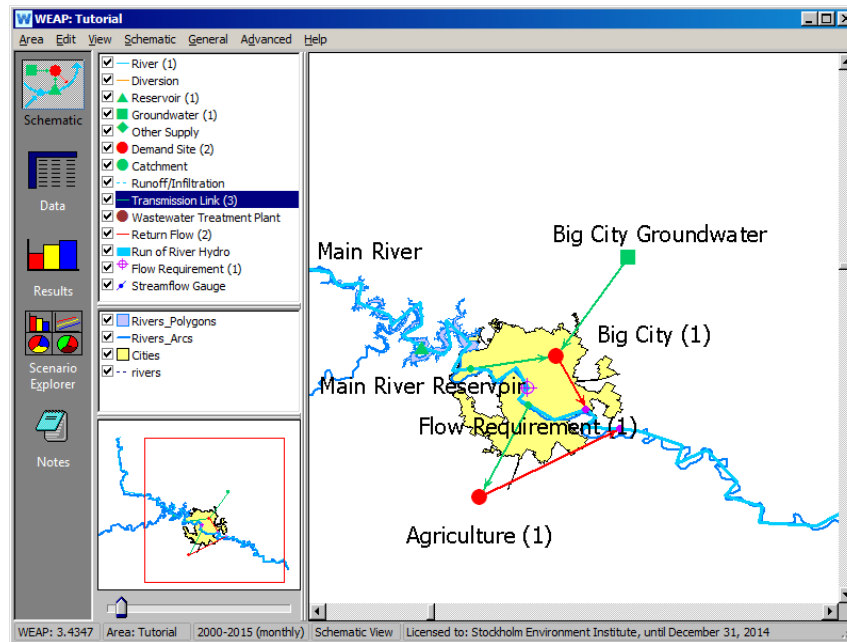 WEAP: Tutorial
Area Edit View Schematic General Advanced Help
Schematic
Data
Results
Scenario
Explorer
Notes
River (1)
Diversion
Reservoir (1)
Groundwater (1)
Other Supply
Demand Site (2)
Catchment
Runoff/Infiltration
Transmission Link (3)
Wastewater Treatment Plant
Return Flow (2)
Run of River Hydro
Flow Requirement (1)
Streamflow Gauge
Rivers_Polygons
Rivers_Arcs
Cities
rivers
Big City Groundwater
Main River
Big City (1)
Main River Reservoir
Flow Requirement (1)
Agriculture (1)
WEAP: 3.4347 Area: Tutorial 2000-2015 (monthly) Schematic View Licensed to: Stockholm Environment Institute, until December 31, 2014